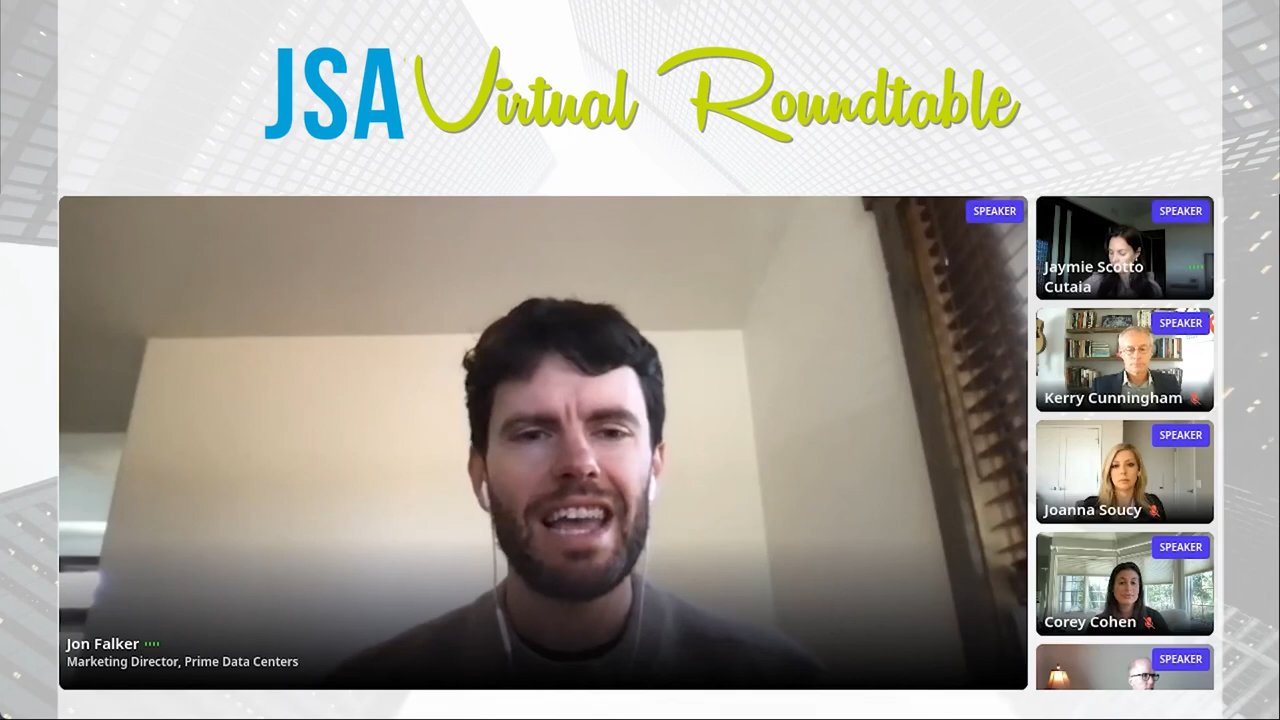 JSA Virtual Roundtable
SPEAKER
Jon Falker
Marketing Director, Prime Data Centers
SPEAKER
Jaymie Scotto
Cutaia
SPEAKER
Kerry Cunningham
SPEAKER
Joanna Soucy
SPEAKER
Corey Cohen
SPEAKER